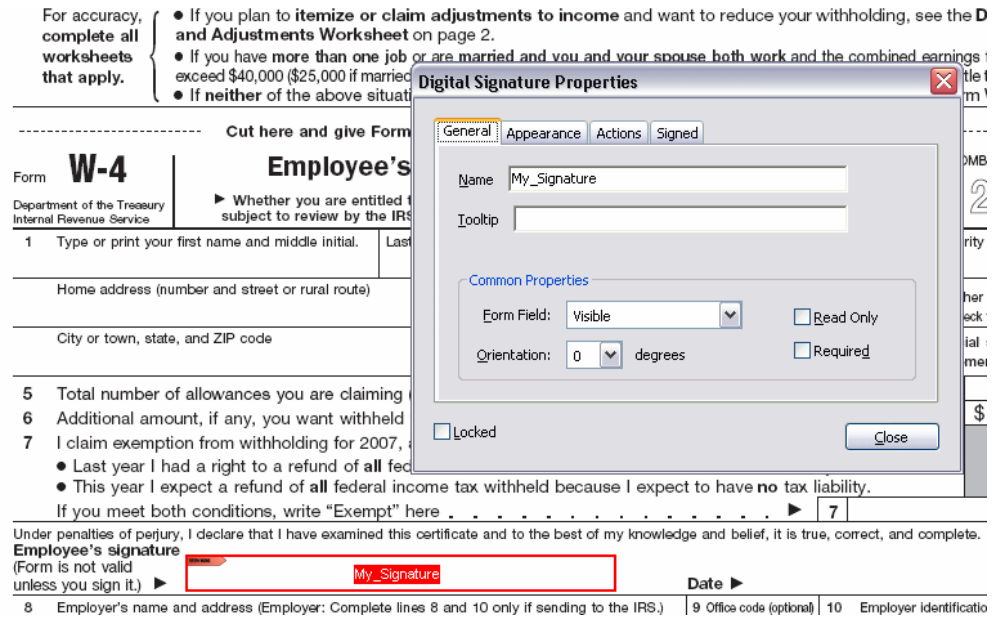 For accuracy, complete all worksheets that apply.
• If you plan to itemize or claim adjustments to income and want to reduce your withholding, see the D
and Adjustments Worksheet on page 2.
• If you have more than one job or are married and you and your spouse both work and the combined earnings
exceed $40,000 ($25,000 if married
• If neither of the above situati
Cut here and give Form
Form W-4
Department of the Treasury
Internal Revenue Service
Employee's
► Whether you are entitled
subject to review by the IRS
OMB
2
1 Type or print your first name and middle initial. Last
rity
Home address (number and street or rural route)
City or town, state, and ZIP code
5 Total number of allowances you are claiming (
6 Additional amount, if any, you want withheld
$
7 I claim exemption from withholding for 2007,
• Last year I had a right to a refund of all fed
• This year I expect a refund of all federal income tax withheld because I expect to have no tax liability.
If you meet both conditions, write “Exempt” here . . . . . . . . . . . . ► 7
Under penalties of perjury, I declare that I have examined this certificate and to the best of my knowledge and belief, it is true, correct, and complete.
Employee's signature
(Form is not valid
unless you sign it.) ►
My_Signature
Date ►
8 Employer's name and address (Employer: Complete lines 8 and 10 only if sending to the IRS.) 9 Office code (optional) 10 Employer identificatio
Digital Signature Properties
General Appearance Actions Signed
Name My_Signature
Tooltip
Common Properties
Form Field: Visible
Read Only
Orientation: 0 degrees
Required
Locked
Close